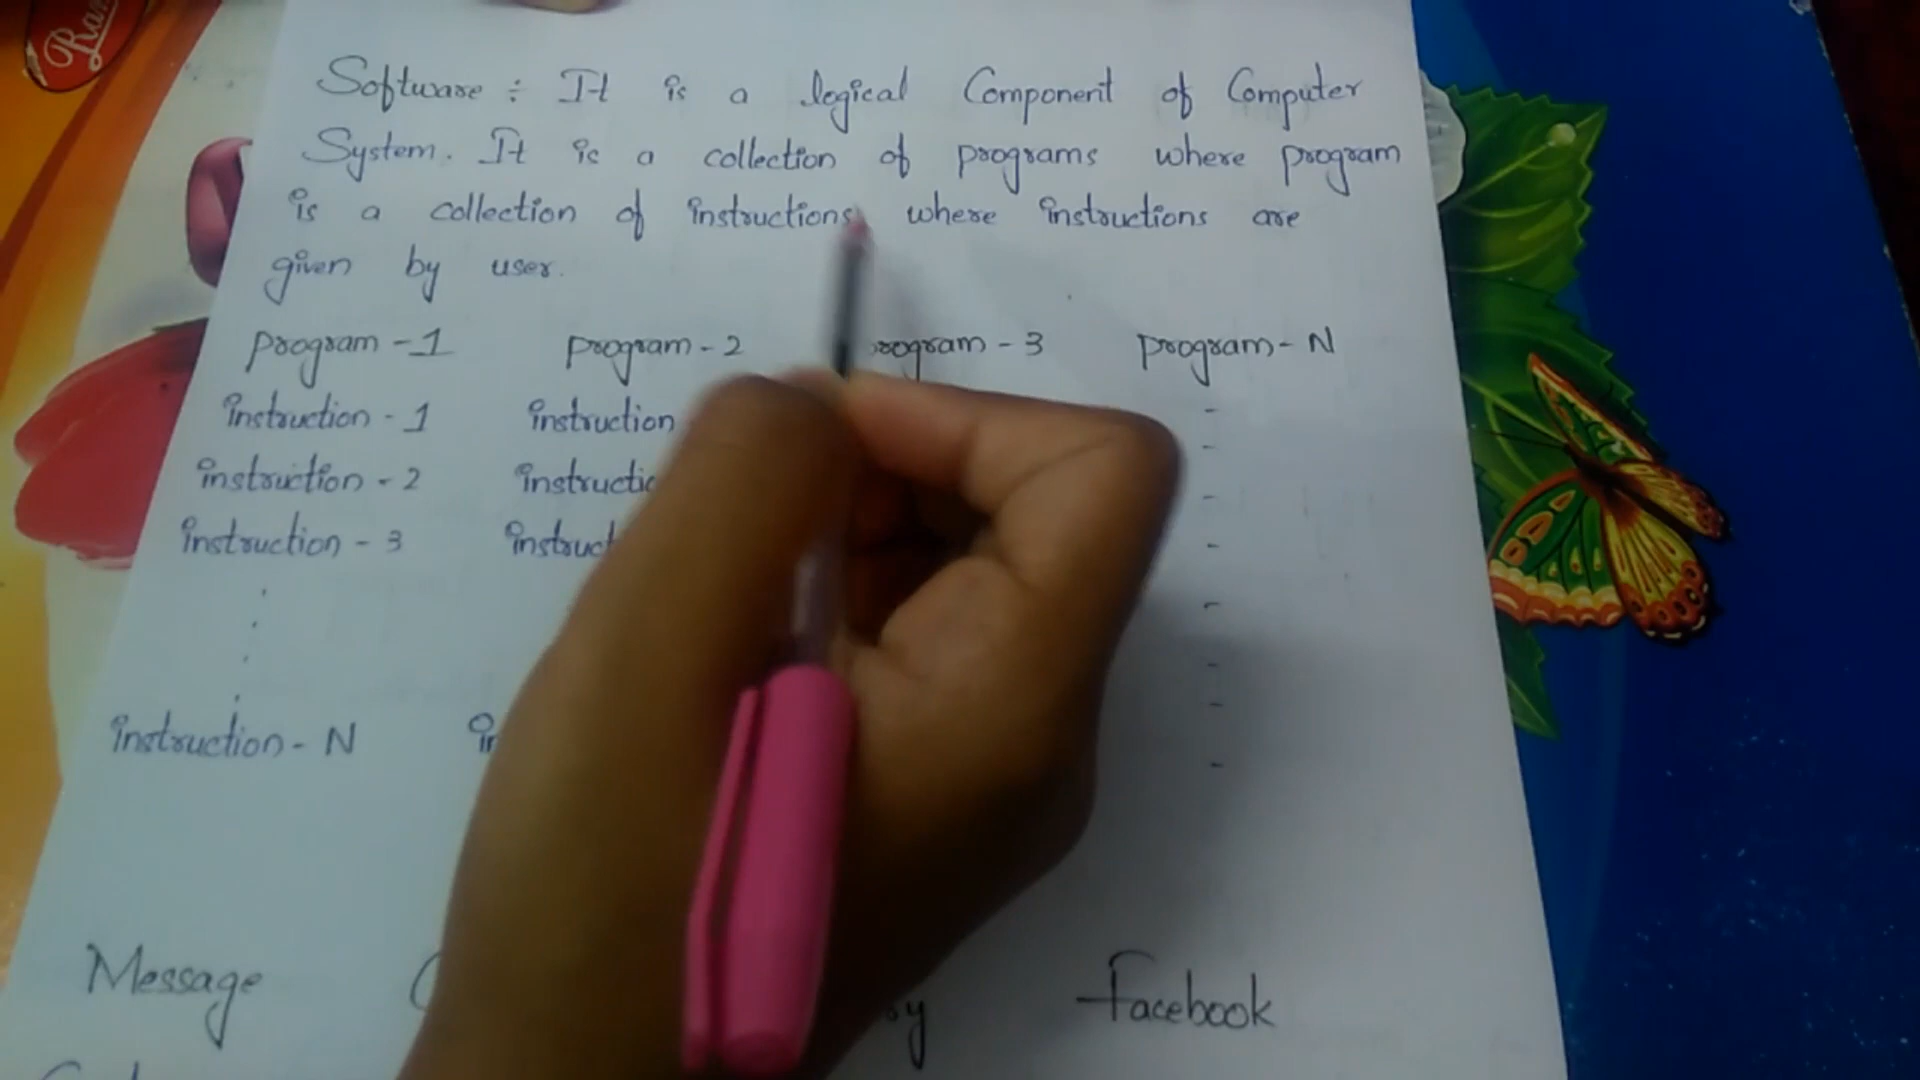 Software : It is a logical Component of Computer
System. It is a collection of programs where program
is a collection of instructions where instructions are
given by user.
program - 1 program - 2 program - 3 program - N
instruction - 1 instruction
instruction - 2
instruction - 3
instruction - N
Message Facebook